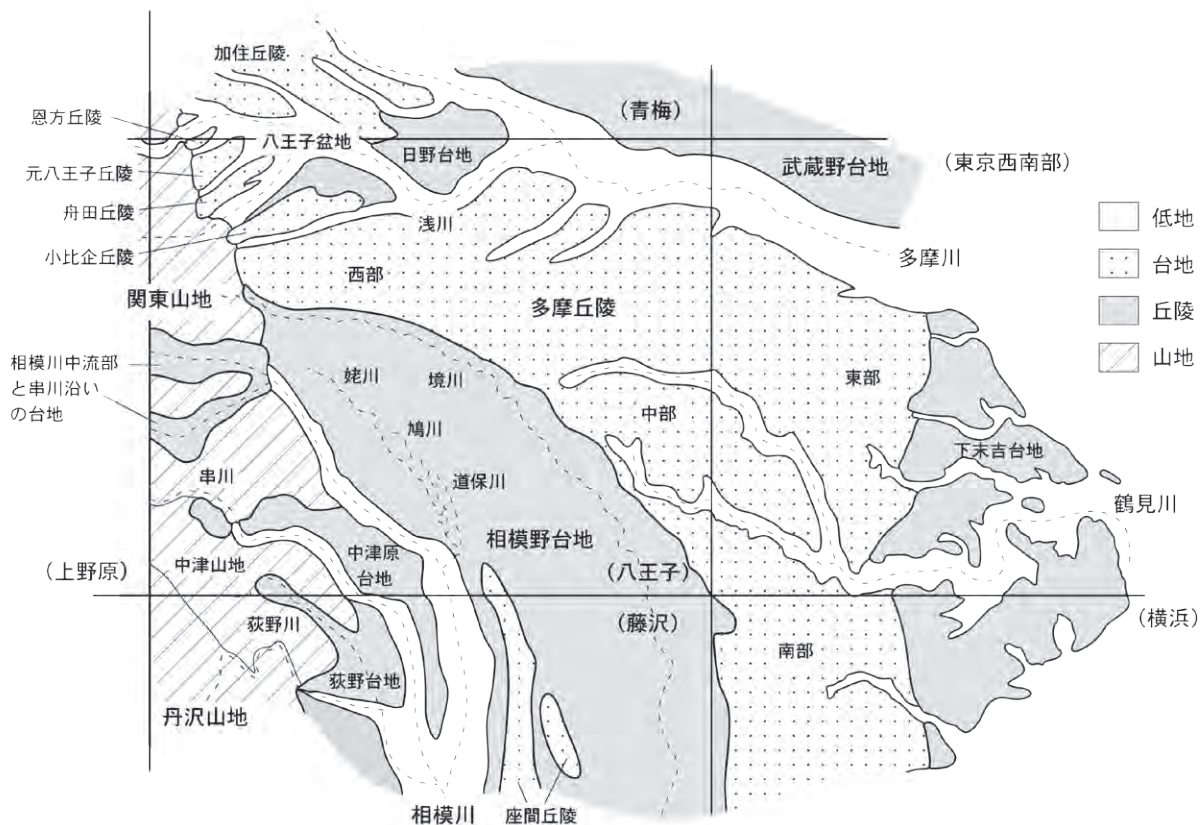 加住丘陵
恩方丘陵
(青梅)
八王子盆地
日野台地
武蔵野台地
(東京西南部)
元八王子丘陵
舟田丘陵
浅川
小比企丘陵
低地
台地
丘陵
山地
多摩川
西部
関東山地
多摩丘陵
相模川中流部
と串川沿い
の台地
姥川
境川
東部
中部
鳩川
下末吉台地
串川
道保川
鶴見川
相模野台地
中津山地
中津原
台地
(上野原)
(八王子)
荻野川
(藤沢)
(横浜)
南部
荻野台地
丹沢山地
相模川
座間丘陵